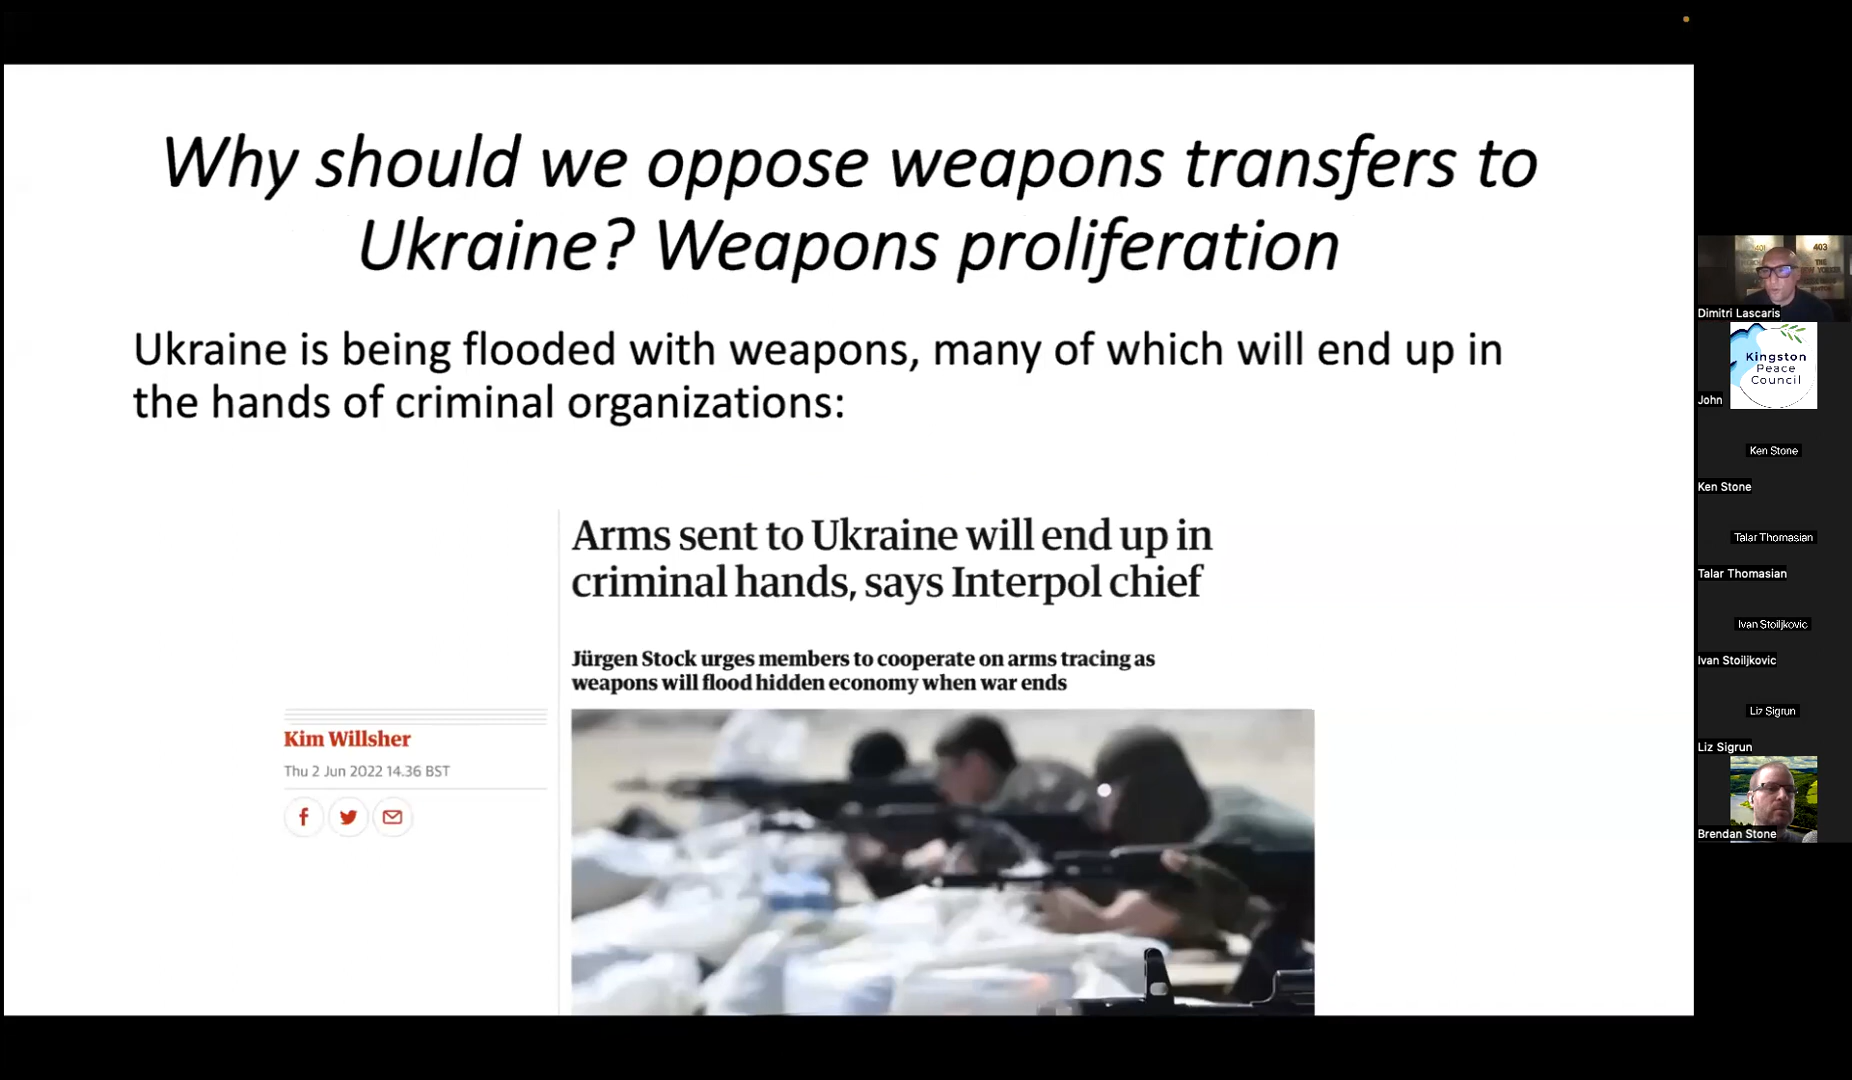 Why should we oppose weapons transfers to
Ukraine? Weapons proliferation
Ukraine is being flooded with weapons, many of which will end up in
the hands of criminal organizations:
Arms sent to Ukraine will end up in
criminal hands, says Interpol chief
Jürgen Stock urges members to cooperate on arms tracing as
weapons will flood hidden economy when war ends
Kim Willsher
Thu 2 Jun 2022 14.36 BST
403
THE
Dimitri Lascaris
Kingston
Peace
Council
John
Ken Stone
Ken Stone
Talar Thomasian
Talar Thomasian
Ivan Stoiljkovic
Ivan Stoiljkovic
Liz Sigrun
Liz Sigrun
Brendan Stone